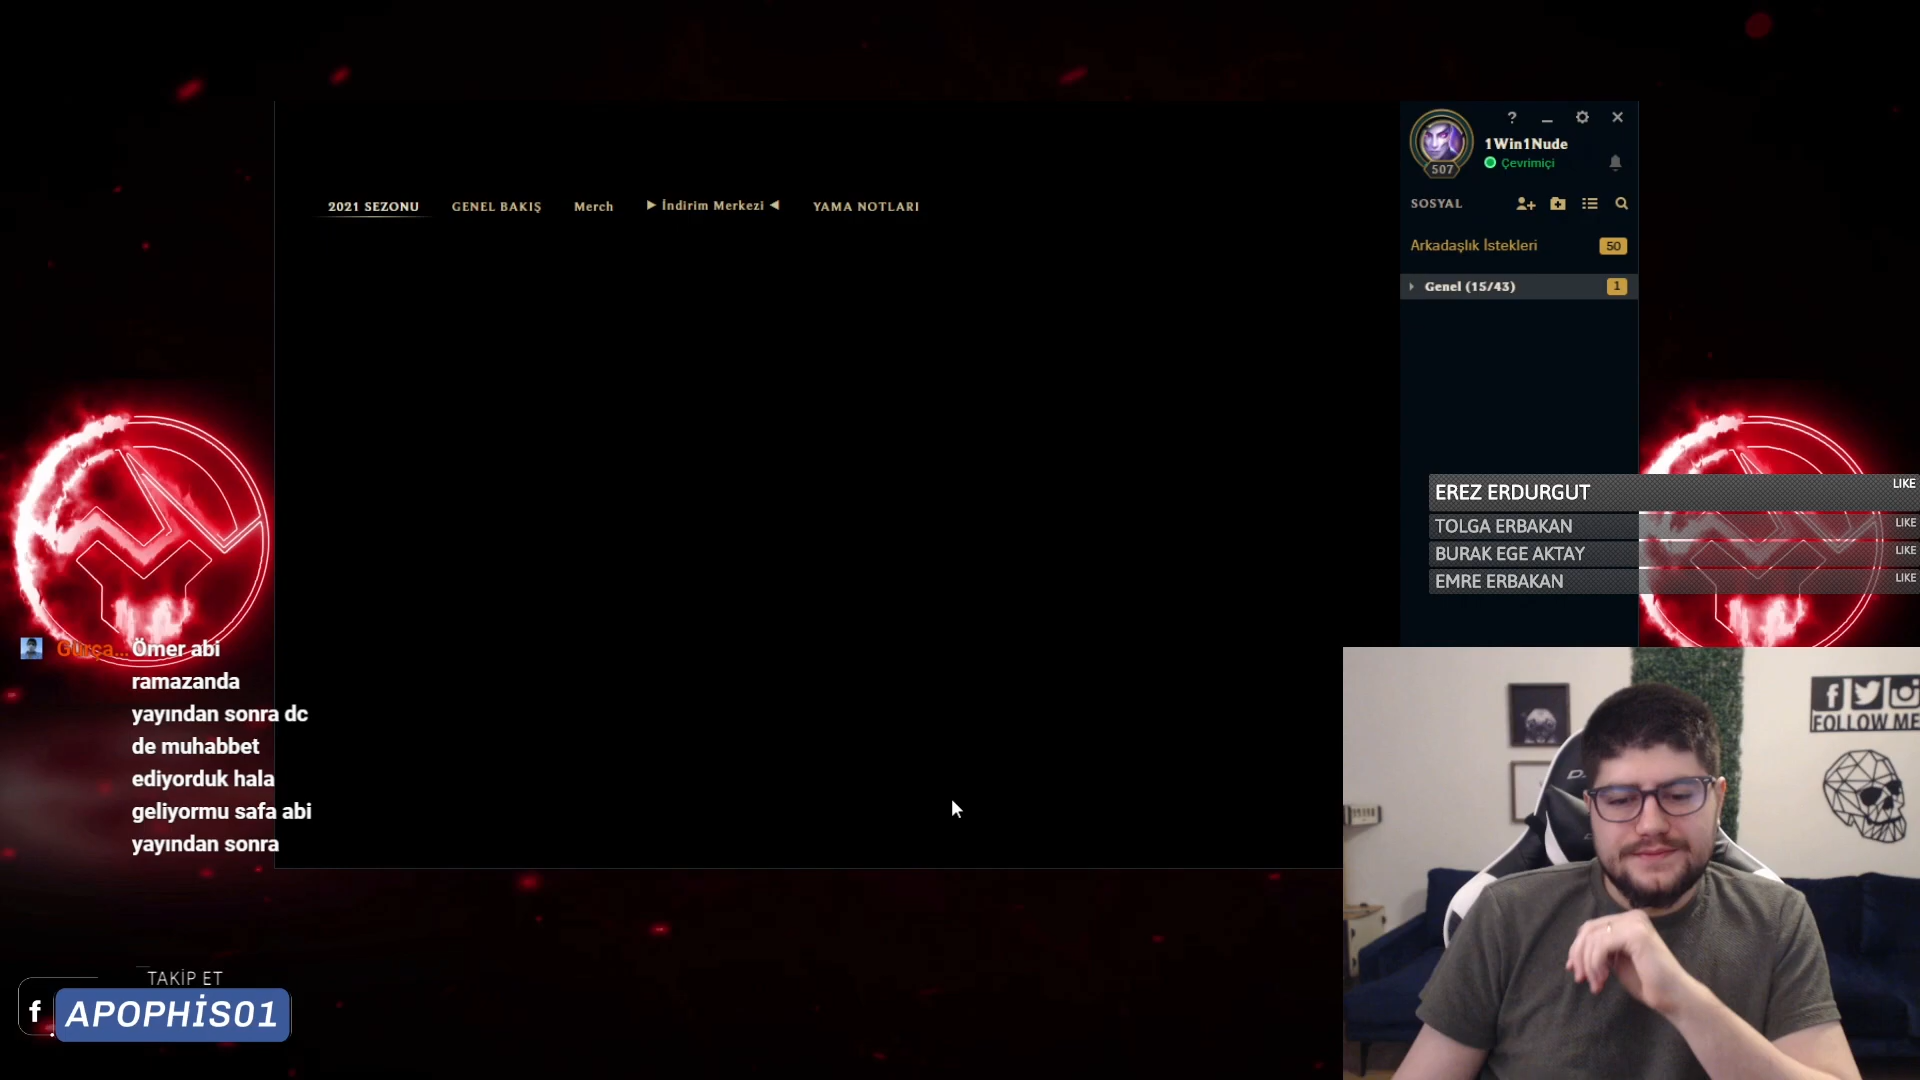 1Win1Nude
507
Çevrimiçi
2021 SEZONU
GENEL BAKIŞ
Merch
► İndirim Merkezi ◄
YAMA NOTLARI
SOSYAL
Arkadaşlık İstekleri
50
Genel (15/43)
1
EREZ ERDURGUT
LIKE
TOLGA ERBAKAN
LIKE
BURAK EGE AKTAY
LIKE
EMRE ERBAKAN
LIKE
Gürça... Ömer abi
ramazanda
yayından sonra dc
de muhabbet
ediyorduk hala
geliyormu safa abi
yayından sonra
FOLLOW ME
TAKİP ET
f APOPHİS01